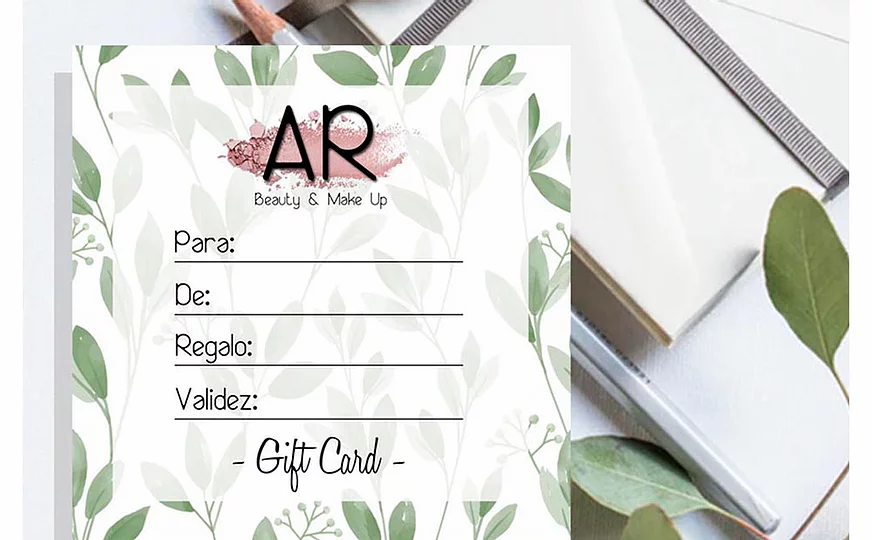 AR
Beauty & Make Up
Para:
De:
Regalo:
Validez:
- Gift Card -